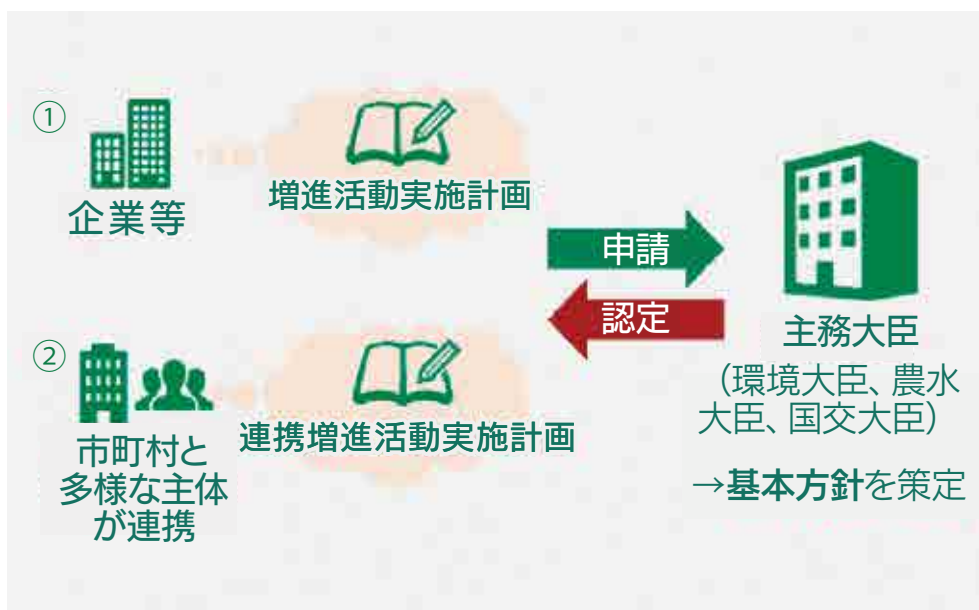 ①
企業等
増進活動実施計画
②
市町村と
多様な主体
が連携
連携増進活動実施計画
申請
認定
主務大臣
（環境大臣、農水
大臣、国交大臣）
→基本方針を策定